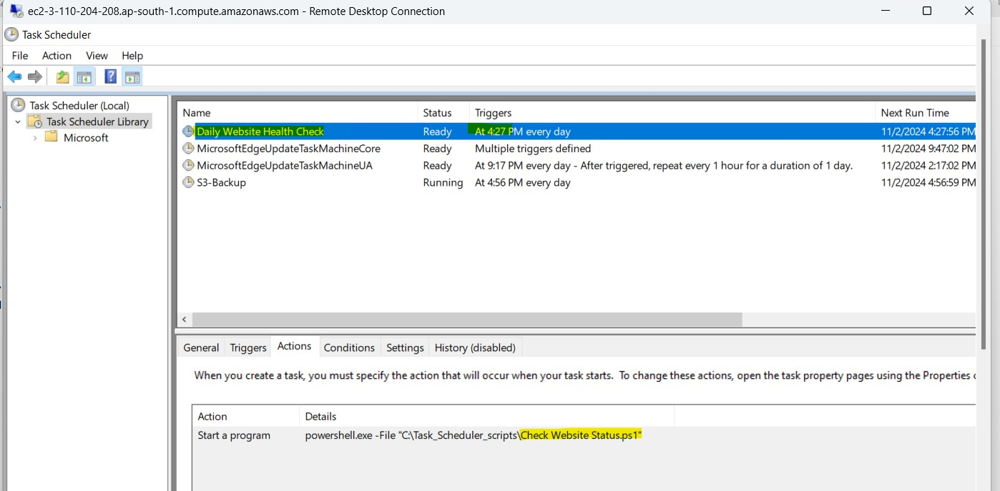 ec2-3-110-204-208.ap-south-1.compute.amazonaws.com - Remote Desktop Connection
Task Scheduler
File Action View Help
Task Scheduler (Local)
Task Scheduler Library
Microsoft
Name Status Triggers Next Run Time
Daily Website Health Check Ready At 4:27 PM every day 11/2/2024 4:27:56 PM
MicrosoftEdgeUpdateTaskMachineCore Ready Multiple triggers defined 11/2/2024 9:47:02 PM
MicrosoftEdgeUpdateTaskMachineUA Ready At 9:17 PM every day - After triggered, repeat every 1 hour for a duration of 1 day. 11/2/2024 2:17:02 PM
S3-Backup Running At 4:56 PM every day 11/2/2024 4:56:59 PM
General Triggers Actions Conditions Settings History (disabled)
When you create a task, you must specify the action that will occur when your task starts. To change these actions, open the task property pages using the Properties
Action Details
Start a program powershell.exe -File "C:\Task_Scheduler_scripts\Check Website Status.ps1"